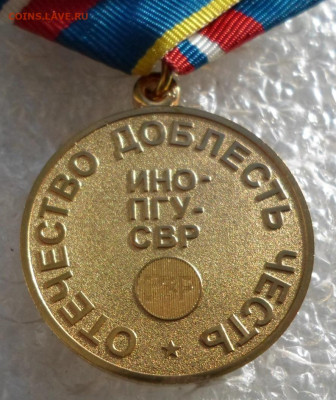 COINS.LAVE.RU
ОТЕЧЕСТВО ДОБЛЕСТЬ ЧЕСТЬ
ИНО-
ПГУ-
СВР